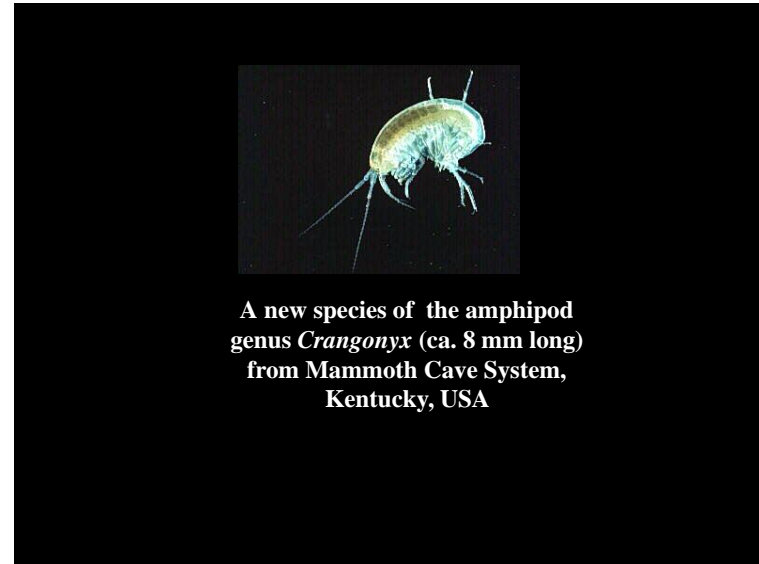 A new species of  the amphipod
genus Crangonyx (ca. 8 mm long)
from Mammoth Cave System,
Kentucky, USA